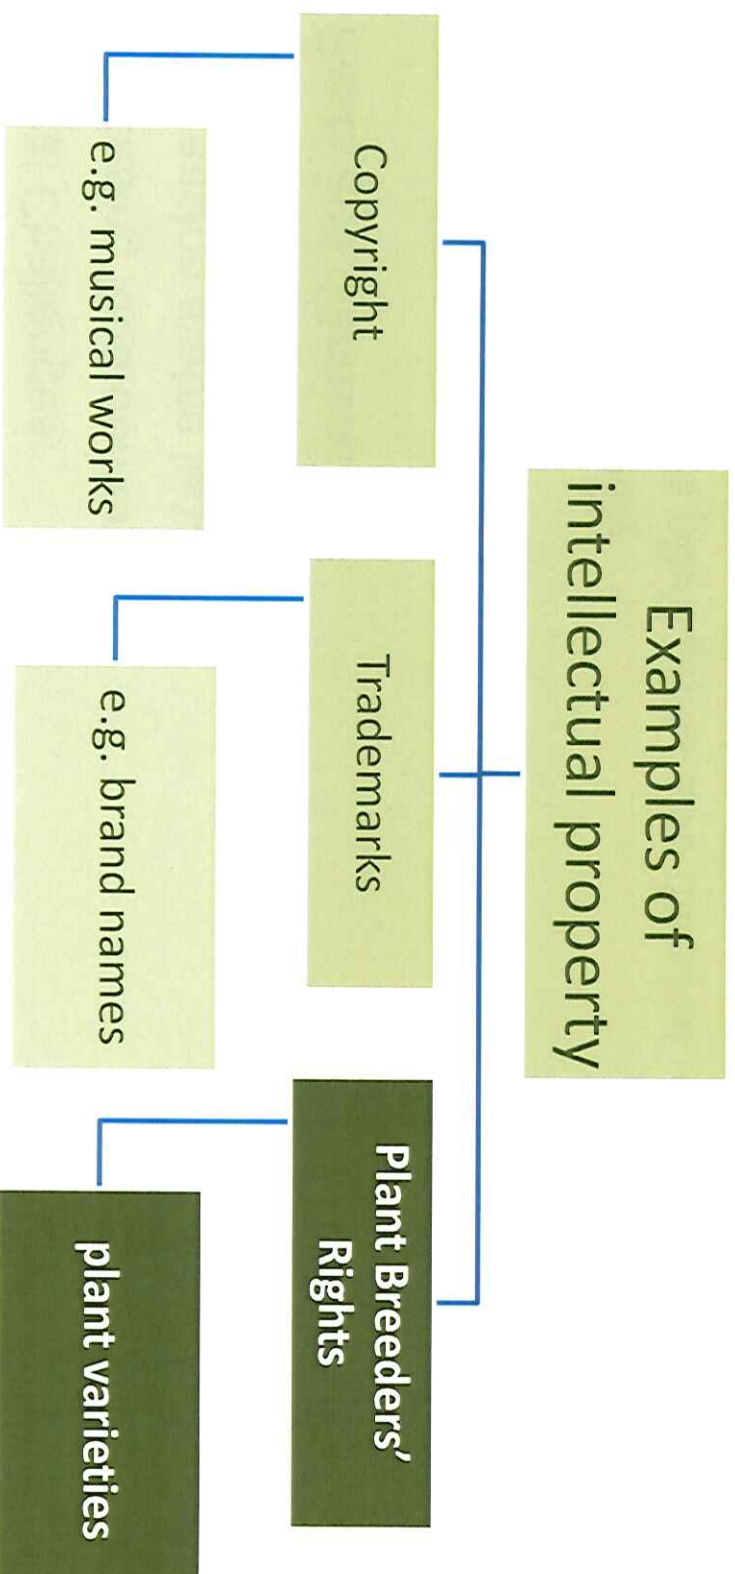 Examples of
intellectual property
Copyright
e.g. musical works
Trademarks
e.g. brand names
Plant Breeders’
Rights
plant varieties